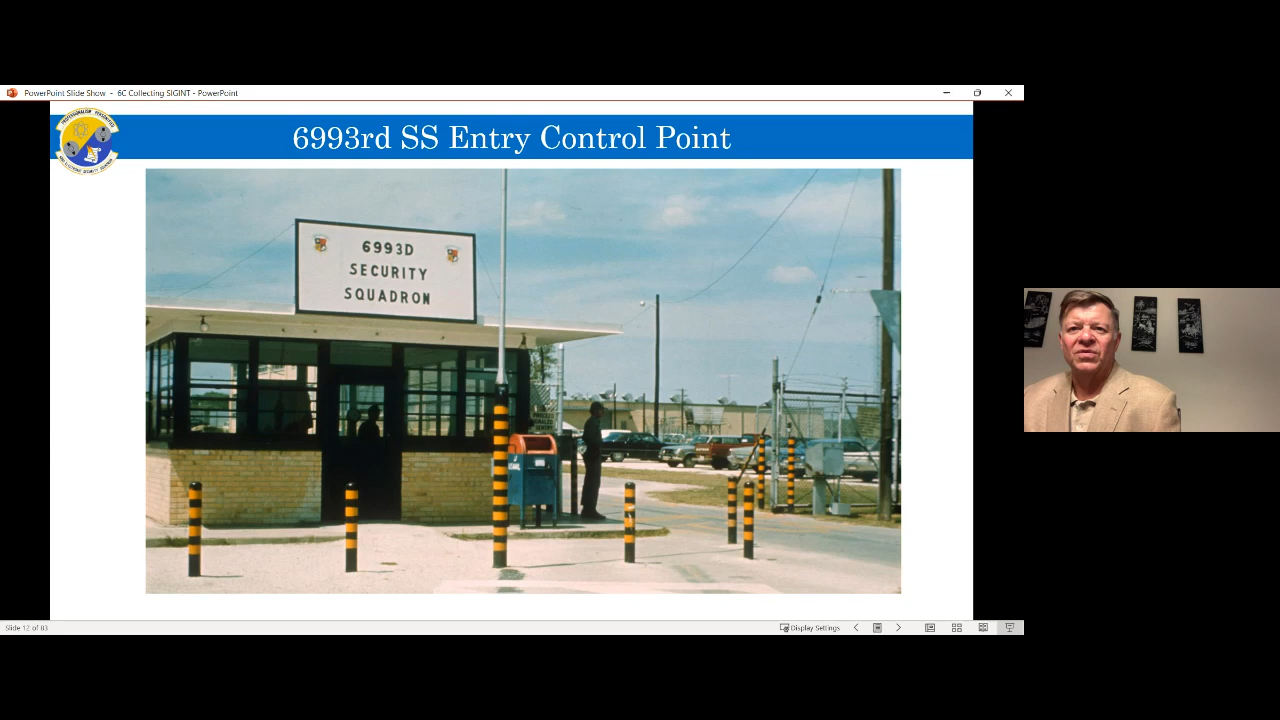 PowerPoint Slide Show - 6C Collecting SIGINT - PowerPoint
6993rd SS Entry Control Point
6993D
SECURITY
SQUADRON
Slide 12 of 83
Display Settings